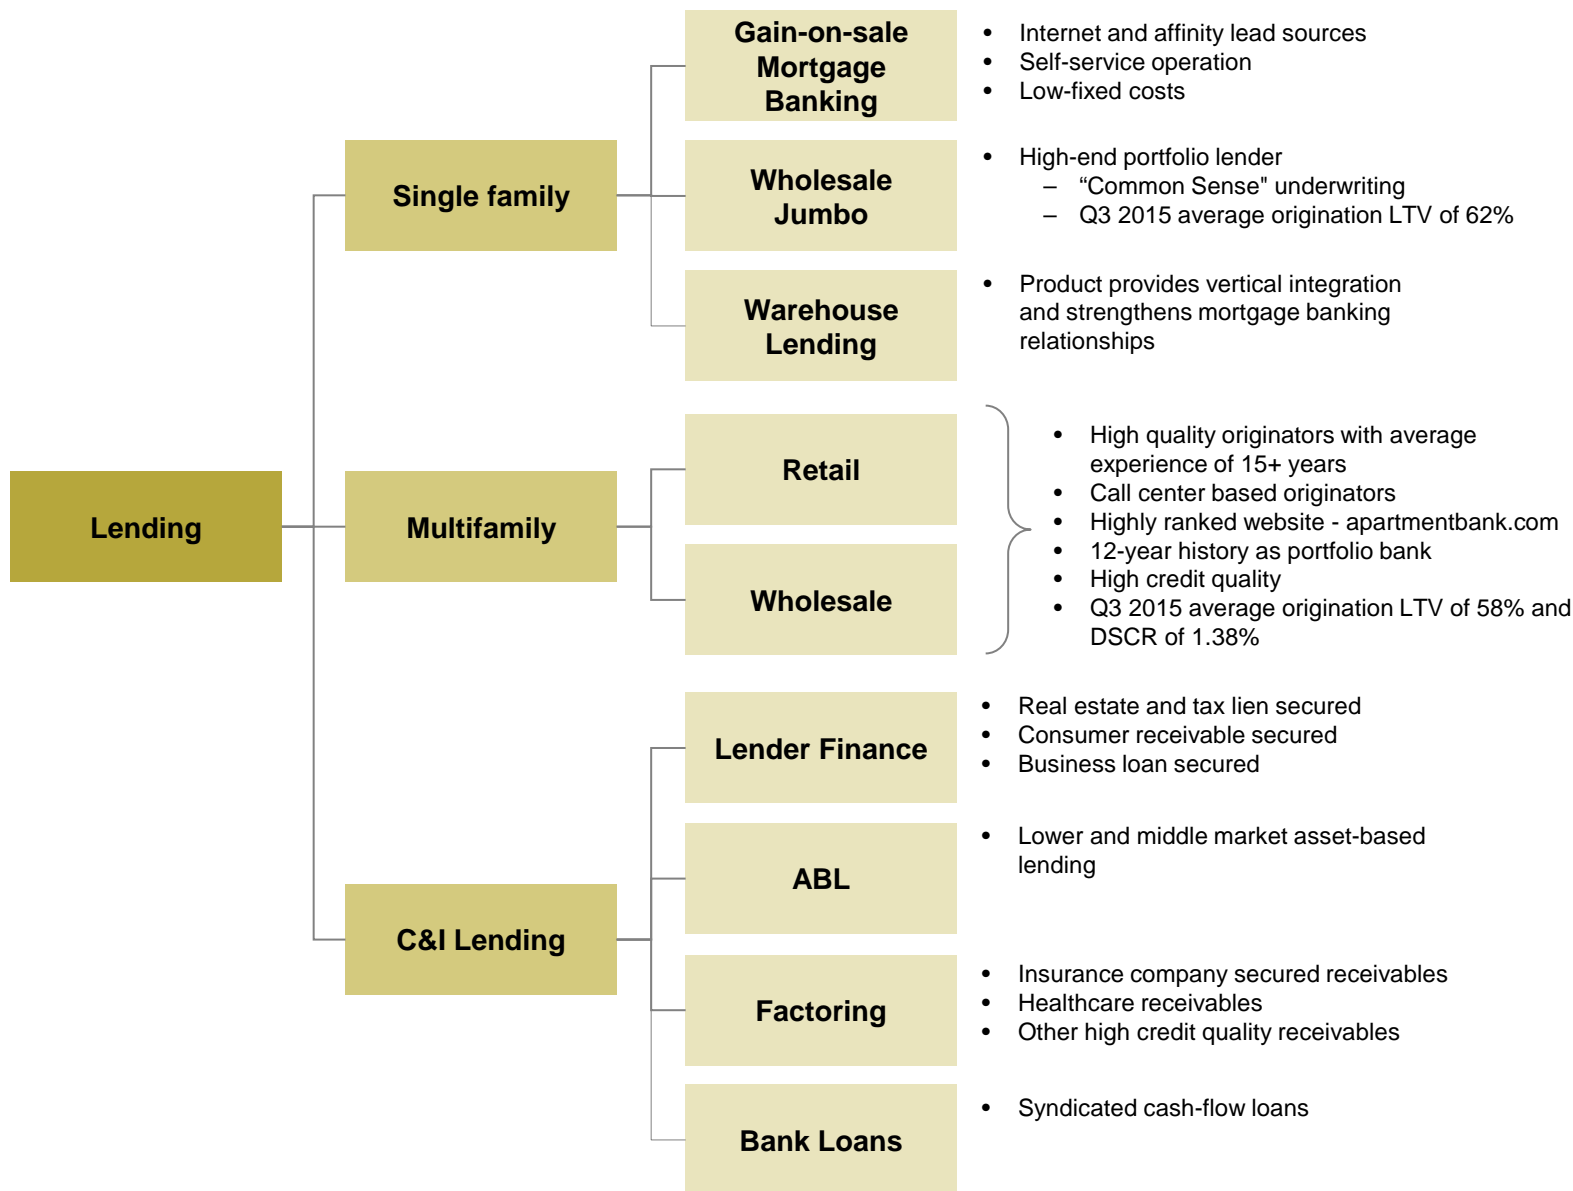 Gain-on-sale
Mortgage
Banking
• Internet and affinity lead sources
• Self-service operation
• Low-fixed costs
Single family
Wholesale
Jumbo
• High-end portfolio lender
– “Common Sense" underwriting
– Q3 2015 average origination LTV of 62%
Warehouse
Lending
• Product provides vertical integration
and strengthens mortgage banking
relationships
Lending
Multifamily
Retail
Wholesale
• High quality originators with average
experience of 15+ years
• Call center based originators
• Highly ranked website - apartmentbank.com
• 12-year history as portfolio bank
• High credit quality
• Q3 2015 average origination LTV of 58% and
DSCR of 1.38%
C&I Lending
Lender Finance
• Real estate and tax lien secured
• Consumer receivable secured
• Business loan secured
ABL
• Lower and middle market asset-based
lending
Factoring
• Insurance company secured receivables
• Healthcare receivables
• Other high credit quality receivables
Bank Loans
• Syndicated cash-flow loans